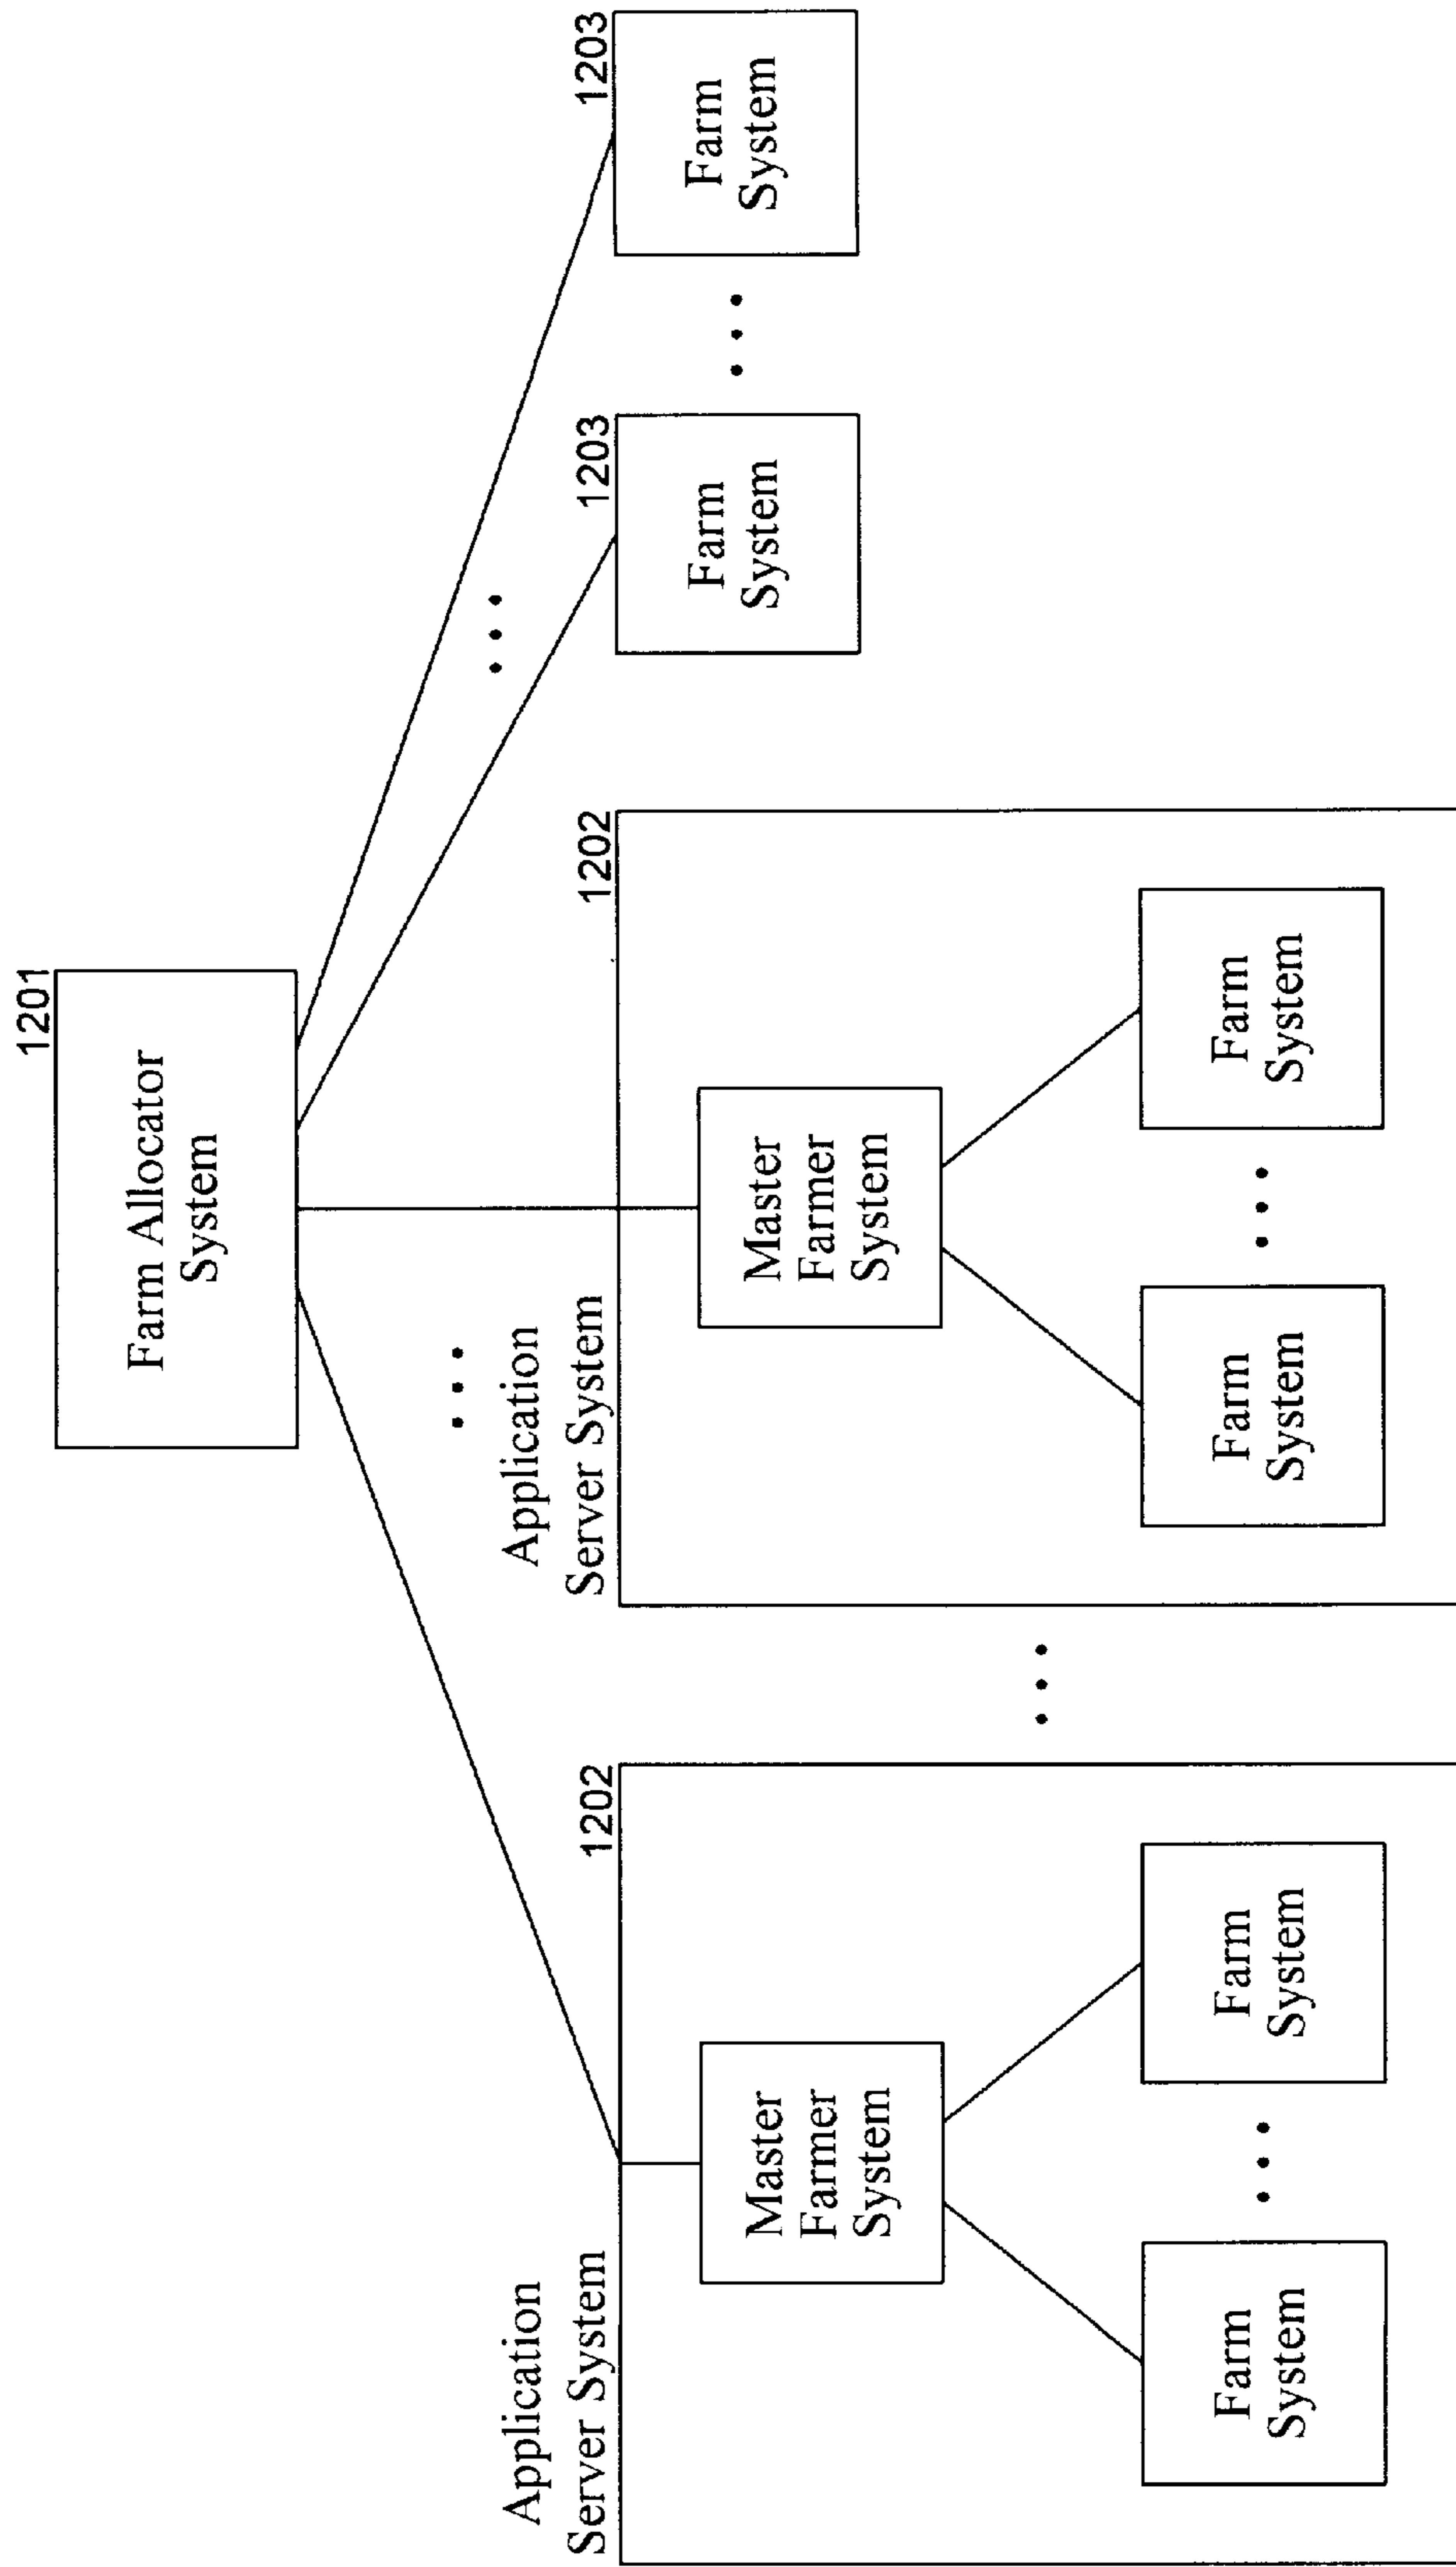 1201
Farm Allocator
System
Application
Server System
1202
Master
Farmer
System
Farm
System
Farm
System
Application
Server System
1202
Master
Farmer
System
Farm
System
Farm
System
1203
Farm
System
1203
Farm
System